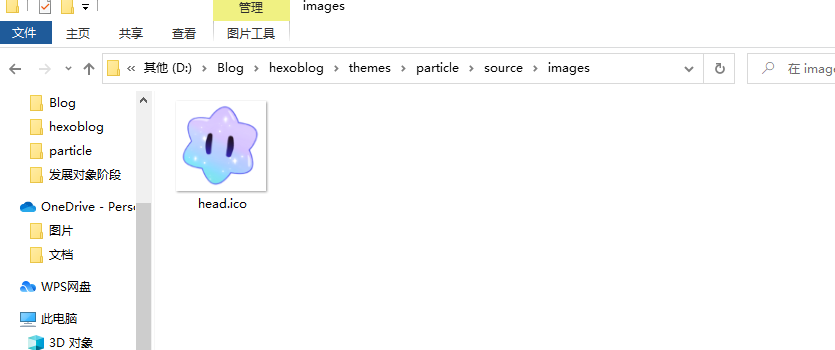 管理
images
文件
主页
共享
查看
图片工具
« 其他 (D:) › Blog › hexoblog › themes › particle › source › images
在 image
Blog
hexoblog
particle
发展对象阶段
OneDrive - Pers
图片
文档
WPS网盘
此电脑
3D 对象
head.ico